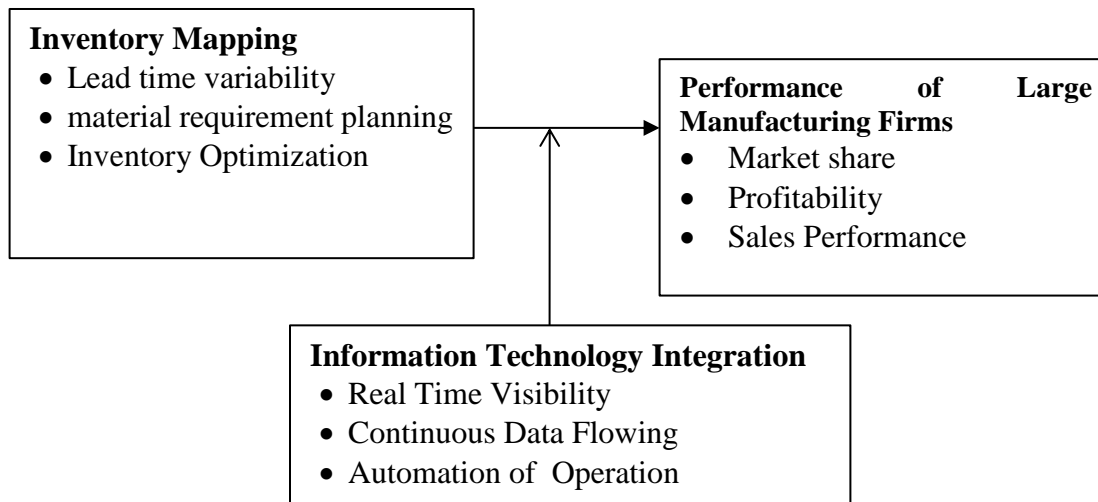 Inventory Mapping
• Lead time variability
• material requirement planning
• Inventory Optimization
Performance of Large
Manufacturing Firms
• Market share
• Profitability
• Sales Performance
Information Technology Integration
• Real Time Visibility
• Continuous Data Flowing
• Automation of Operation